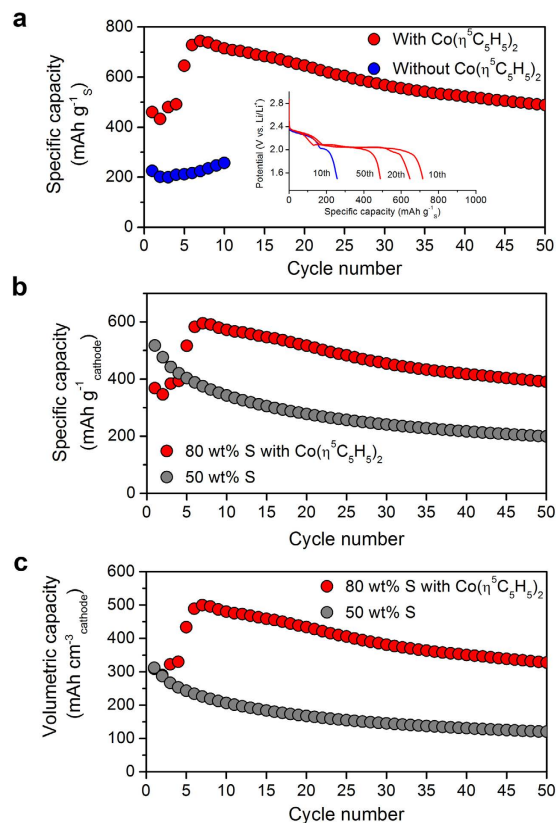 a
800
600
400
200
0
Specific capacity
(mAh g⁻¹S)
With Co(η⁵C₅H₅)₂
Without Co(η⁵C₅H₅)₂
2.8
2.4
2.0
1.6
1.2
Potential (V vs. Li/Li⁺)
10th
50th
20th
10th
0 200 400 600 800 1000
Specific capacity (mAh g⁻¹S)
0 5 10 15 20 25 30 35 40 45 50
Cycle number
b
600
400
200
0
Specific capacity
(mAh g⁻¹cathode)
80 wt% S with Co(η⁵C₅H₅)₂
50 wt% S
0 5 10 15 20 25 30 35 40 45 50
Cycle number
c
600
500
400
300
200
100
0
Volumetric capacity
(mAh cm⁻³cathode)
80 wt% S with Co(η⁵C₅H₅)₂
50 wt% S
0 5 10 15 20 25 30 35 40 45 50
Cycle number